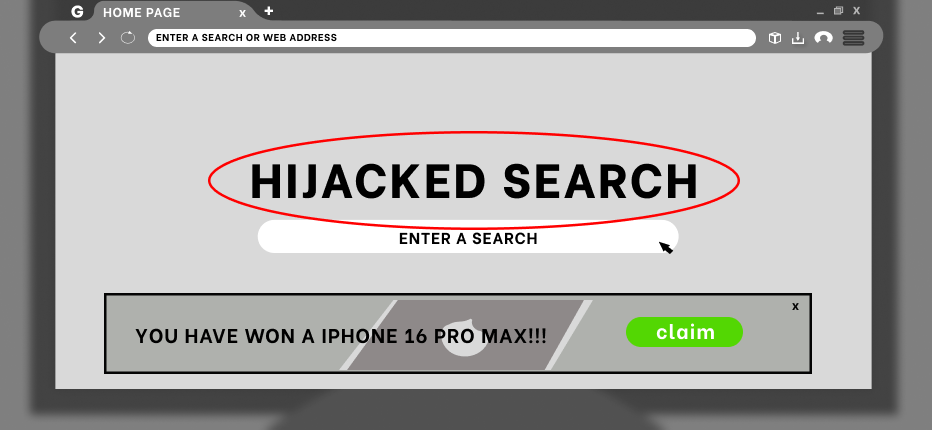 G
HOME PAGE x +
ENTER A SEARCH OR WEB ADDRESS
HIJACKED SEARCH
ENTER A SEARCH
x
YOU HAVE WON A IPHONE 16 PRO MAX!!!
claim